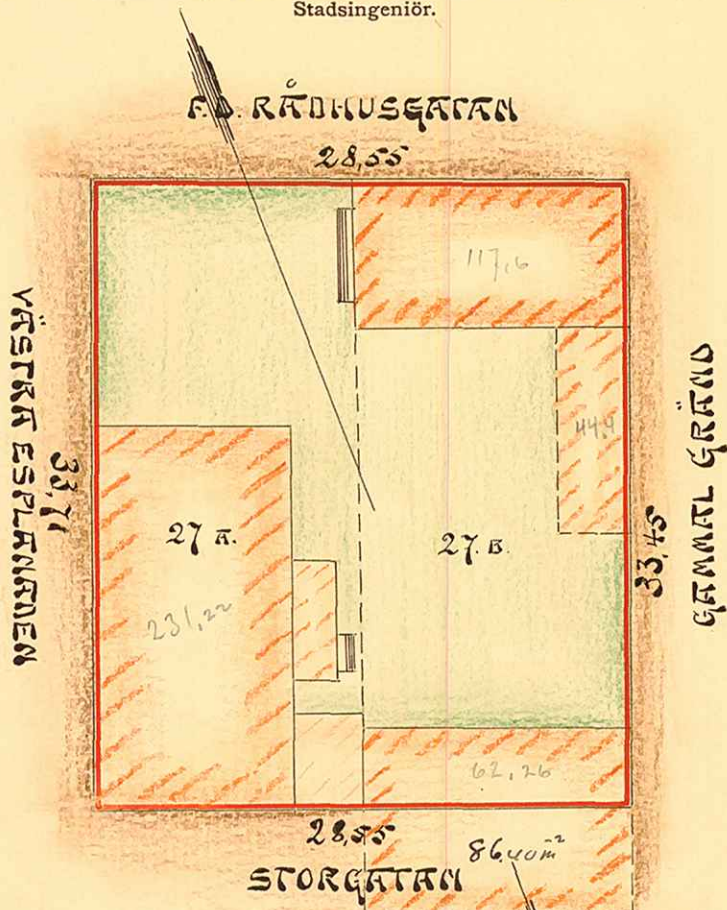 Stadsingeniör.
F.D. RÅDHUSGATAN
28,55
117,6
VÄSTRA ESPLANADEN
33,71
44,4
GAMMAL GRÄND
33,45
27 A.
27. B.
231,22
62,26
28,55
86,40 m²
STORGATAN